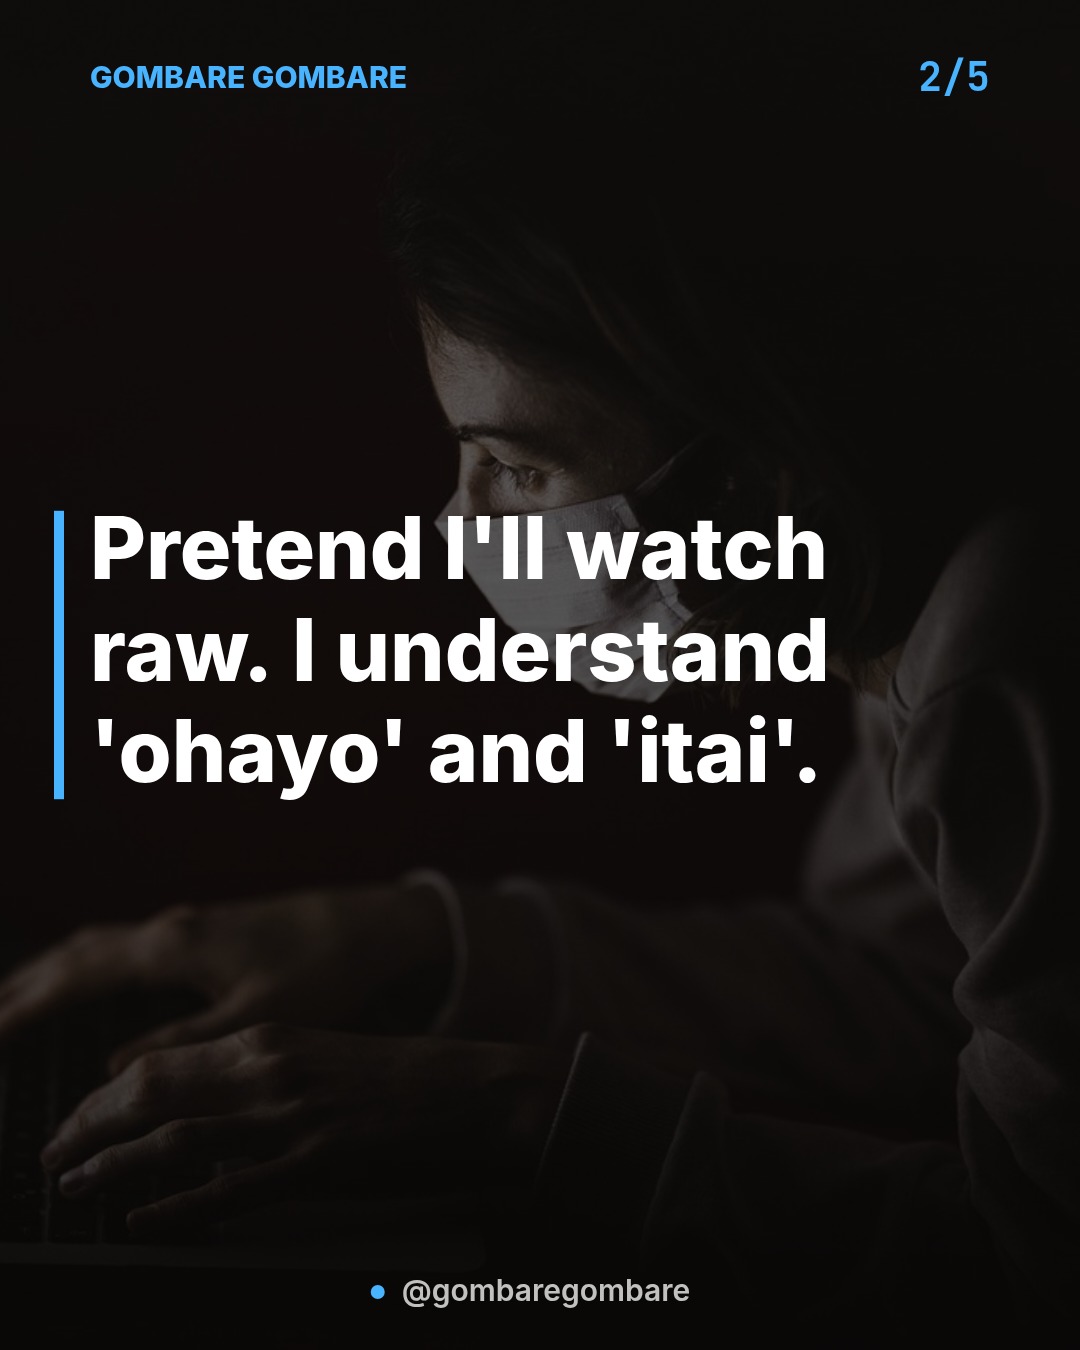 GOMBARE GOMBARE
2/5
Pretend I'll watch
raw. I understand
'ohayo' and 'itai'.
@gombaregombare